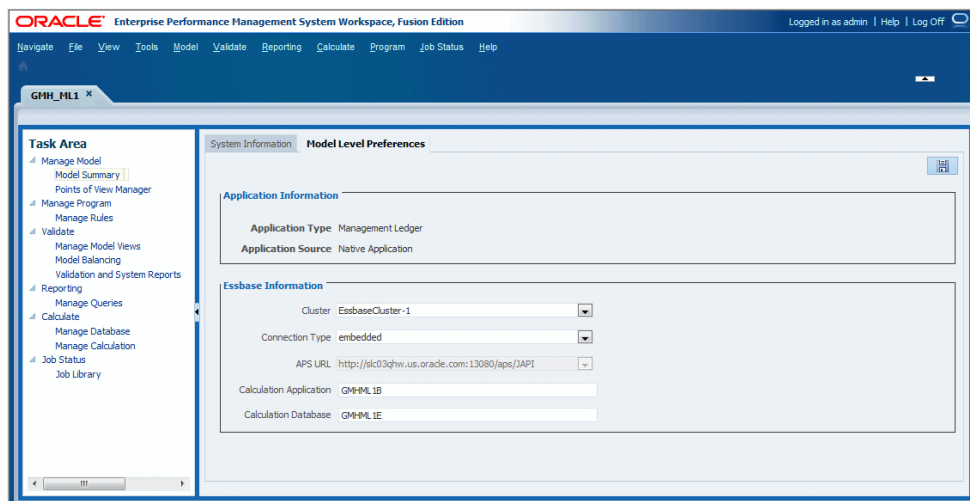 ORACLE Enterprise Performance Management System Workspace, Fusion Edition Logged in as admin | Help | Log Off
Navigate File View Tools Model Validate Reporting Calculate Program Job Status Help
GMH_ML1
Task Area
Manage Model
Model Summary
Points of View Manager
Manage Program
Manage Rules
Validate
Manage Model Views
Model Balancing
Validation and System Reports
Reporting
Manage Queries
Calculate
Manage Database
Manage Calculation
Job Status
Job Library
System Information Model Level Preferences
Application Information
Application Type Management Ledger
Application Source Native Application
Essbase Information
Cluster EssbaseCluster-1
Connection Type embedded
APS URL http://slc03qhw.us.oracle.com:13080/aps/JAPI
Calculation Application GMHML1B
Calculation Database GMHML1E